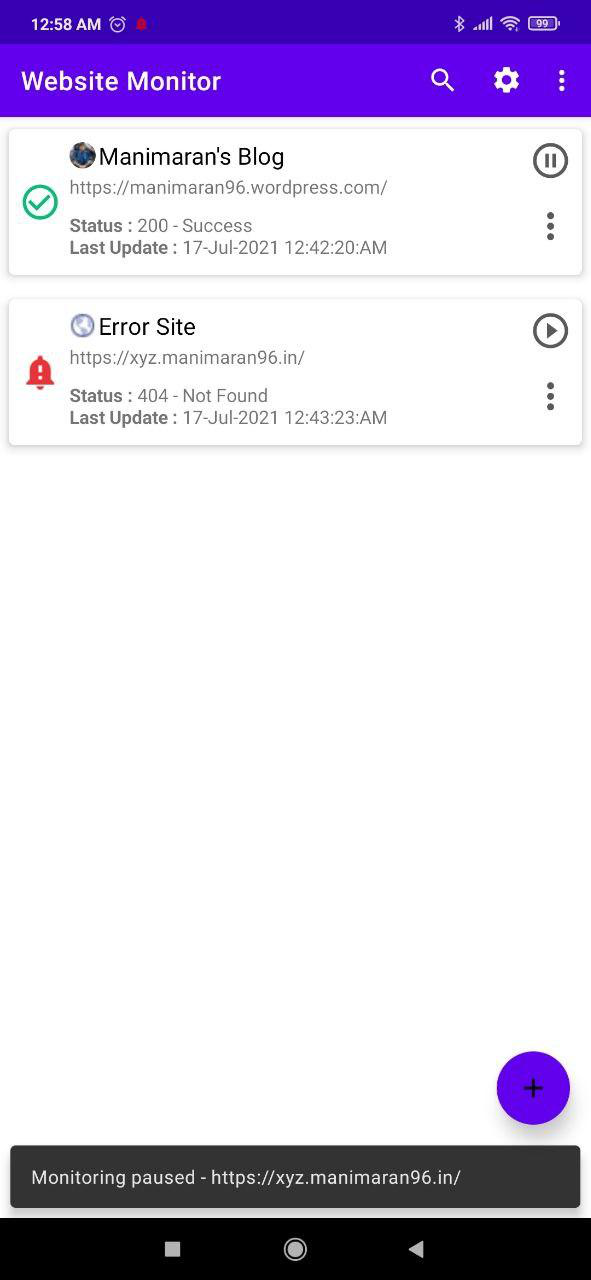 12:58 AM
99
Website Monitor
Manimaran's Blog
https://manimaran96.wordpress.com/
Status : 200 - Success
Last Update : 17-Jul-2021 12:42:20:AM
Error Site
https://xyz.manimaran96.in/
Status : 404 - Not Found
Last Update : 17-Jul-2021 12:43:23:AM
Monitoring paused - https://xyz.manimaran96.in/